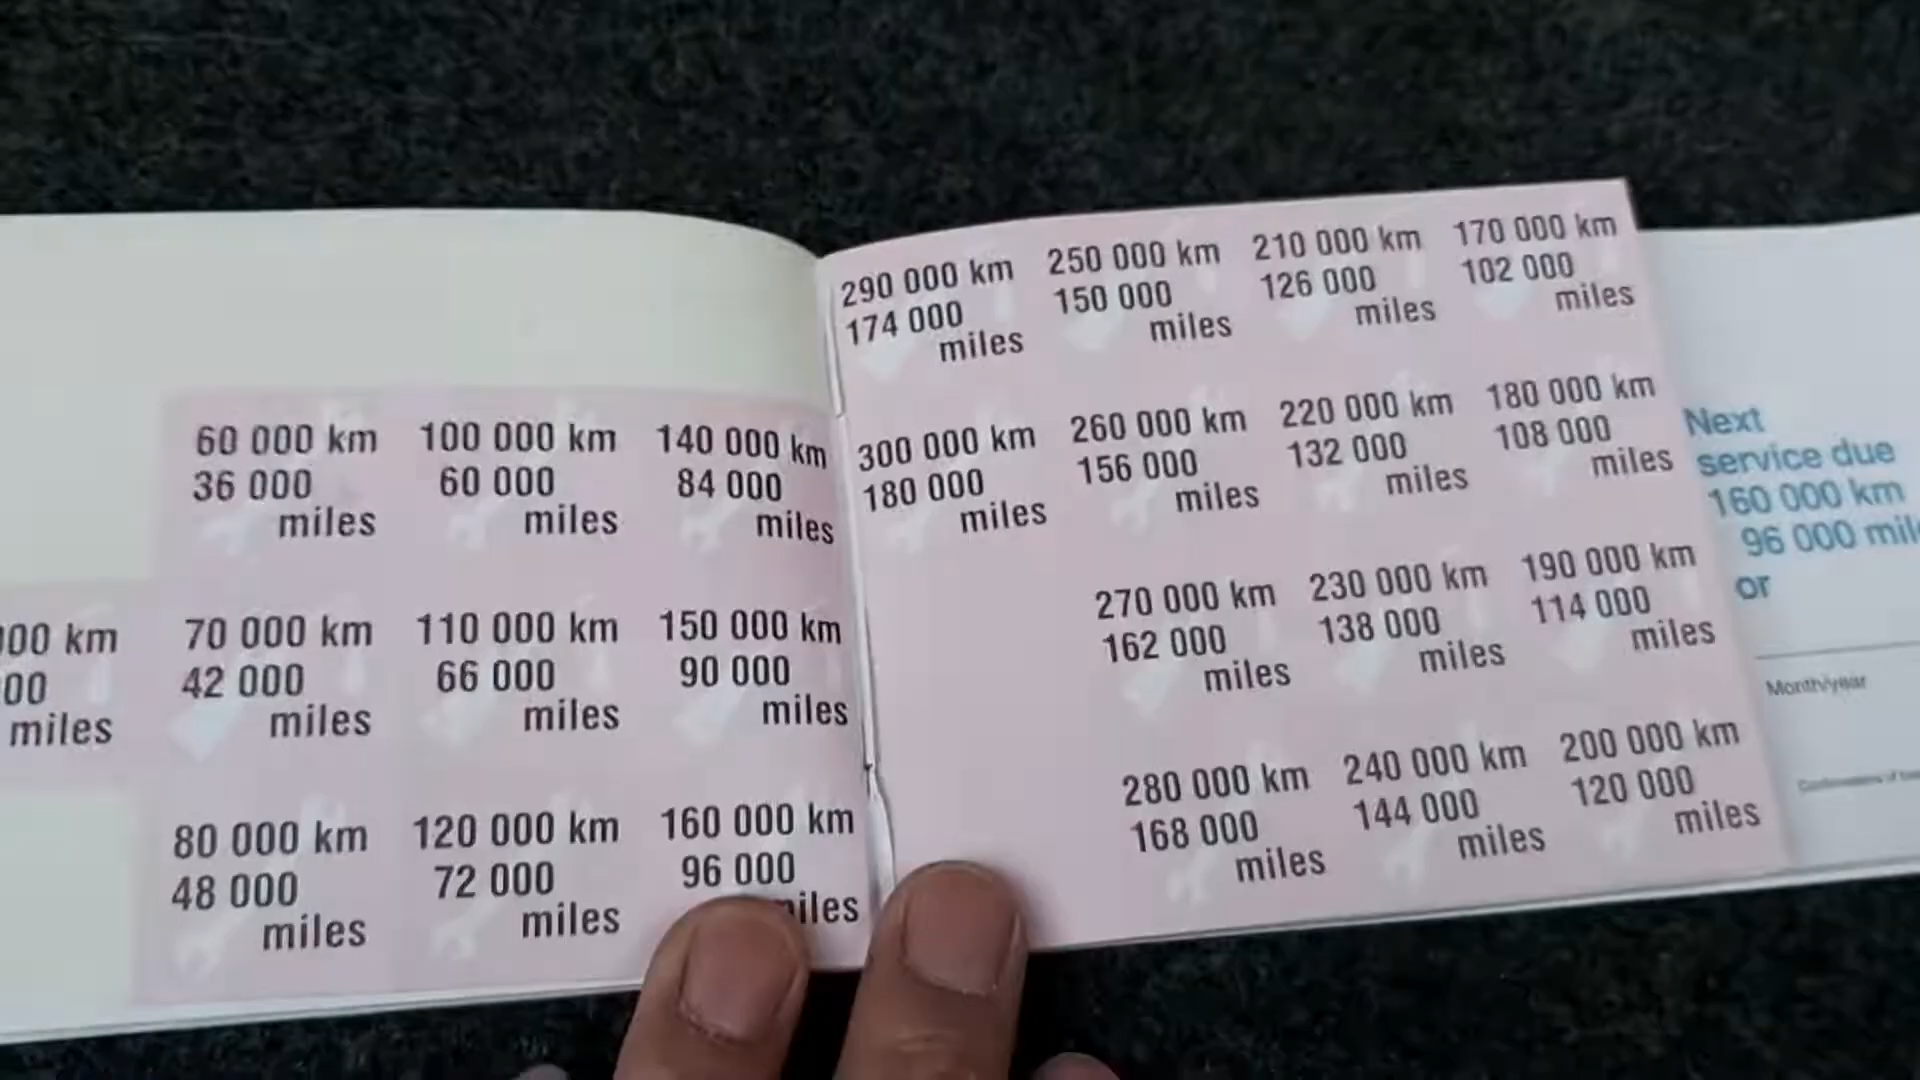 60 000 km
36 000
miles
100 000 km
60 000
miles
140 000 km
84 000
miles
00 km
00
miles
70 000 km
42 000
miles
110 000 km
66 000
miles
150 000 km
90 000
miles
80 000 km
48 000
miles
120 000 km
72 000
miles
160 000 km
96 000
miles
290 000 km
174 000
miles
250 000 km
150 000
miles
210 000 km
126 000
miles
170 000 km
102 000
miles
300 000 km
180 000
miles
260 000 km
156 000
miles
220 000 km
132 000
miles
180 000 km
108 000
miles
270 000 km
162 000
miles
230 000 km
138 000
miles
190 000 km
114 000
miles
280 000 km
168 000
miles
240 000 km
144 000
miles
200 000 km
120 000
miles
Next
service due
160 000 km
96 000 mil
or
Month/year